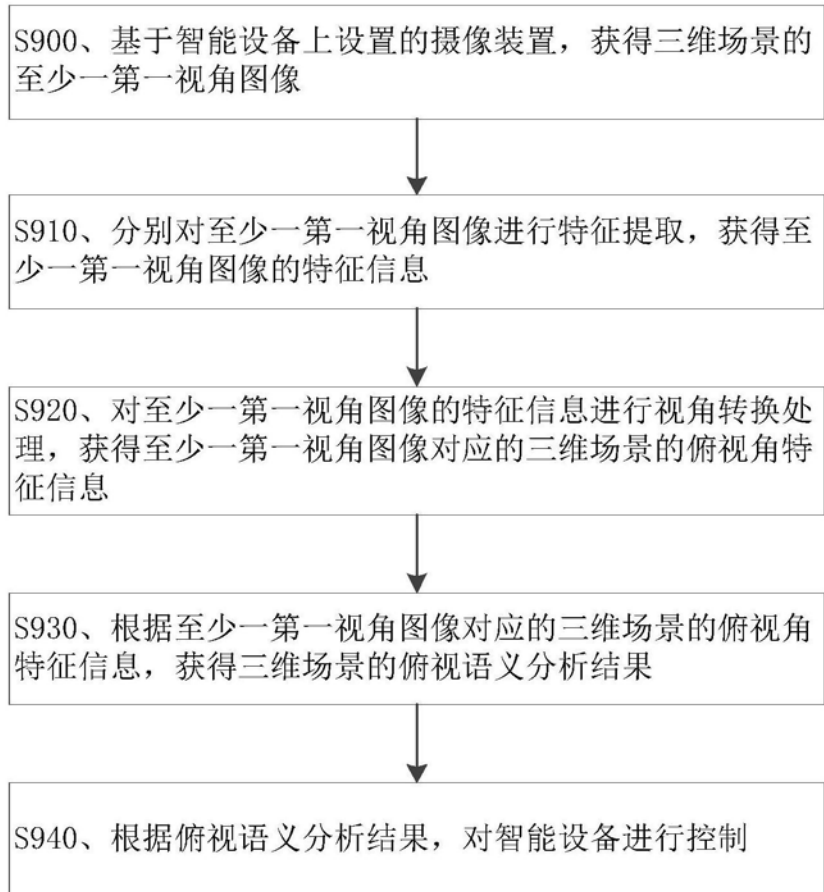 S900、基于智能设备上设置的摄像装置，获得三维场景的
至少一第一视角图像
S910、分别对至少一第一视角图像进行特征提取，获得至
少一第一视角图像的特征信息
S920、对至少一第一视角图像的特征信息进行视角转换处
理，获得至少一第一视角图像对应的三维场景的俯视角特
征信息
S930、根据至少一第一视角图像对应的三维场景的俯视角
特征信息，获得三维场景的俯视语义分析结果
S940、根据俯视语义分析结果，对智能设备进行控制